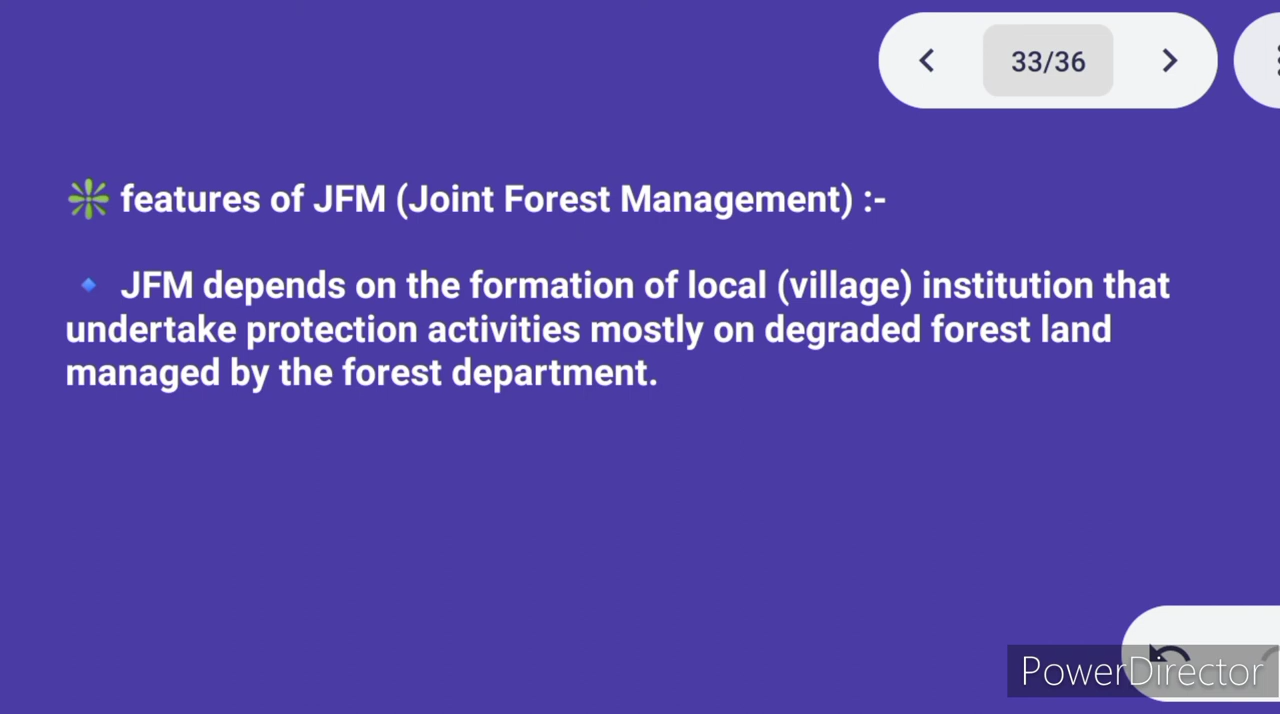 33/36
features of JFM (Joint Forest Management) :-
JFM depends on the formation of local (village) institution that
undertake protection activities mostly on degraded forest land
managed by the forest department.
PowerDirector